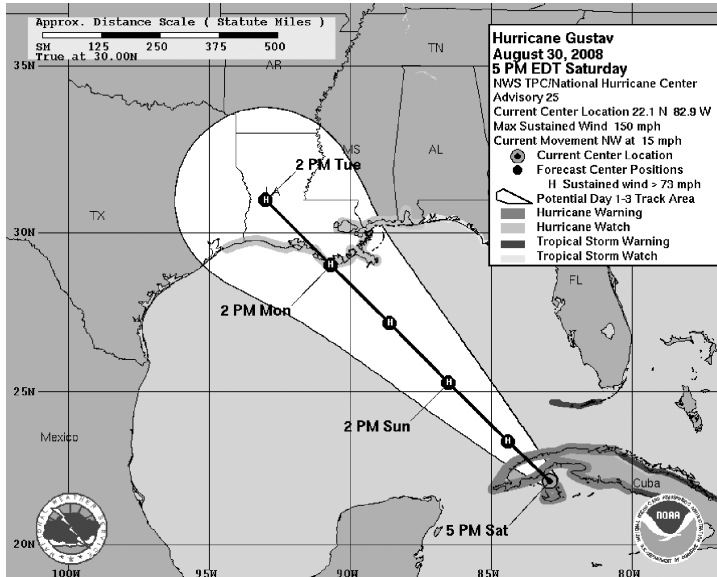 Approx. Distance Scale ( Statute Miles )
SM 125 250 375 500
True at 30.00N
Hurricane Gustav
August 30, 2008
5 PM EDT Saturday
NWS TPC/National Hurricane Center
Advisory 25
Current Center Location 22.1 N 82.9 W
Max Sustained Wind 150 mph
Current Movement NW at 15 mph
Current Center Location
Forecast Center Positions
H Sustained wind > 73 mph
Potential Day 1-3 Track Area
Hurricane Warning
Hurricane Watch
Tropical Storm Warning
Tropical Storm Watch
35N
AR
TN
MS
AL
2 PM Tue
LA
TX
30N
H
2 PM Mon
FL
H
25N
H
2 PM Sun
Mexico
H
Cuba
5 PM Sat
NOAA
20N
100W
95W
90W
85W
80W